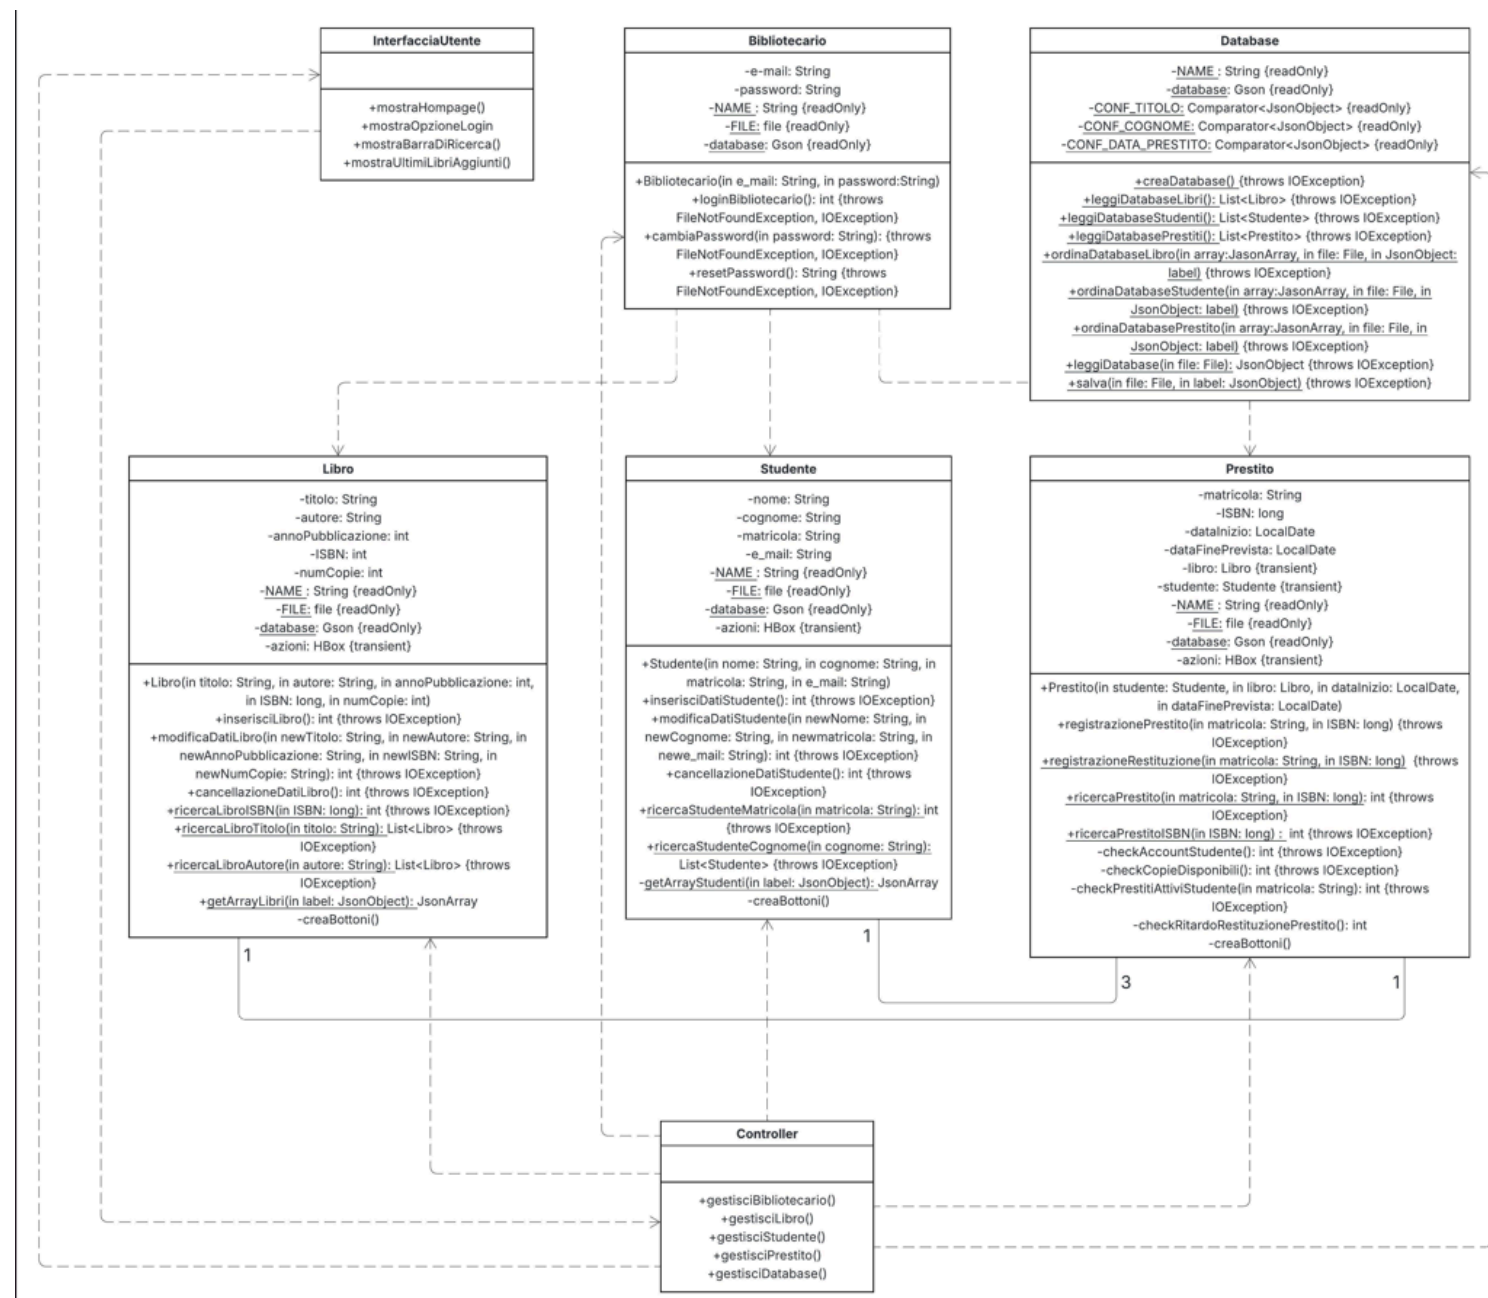 InterfacciaUtente
+mostraHompage()
+mostraOpzioneLogin
+mostraBarraDiRicerca()
+mostraUltimiLibriAggiunti()
Bibliotecario
-e-mail: String
-password: String
-NAME : String {readOnly}
-FILE: file {readOnly}
-database: Gson {readOnly}
+Bibliotecario(in e_mail: String, in password:String)
+loginBibliotecario(): int {throws
FileNotFoundException, IOException}
+cambiaPassword(in password: String): {throws
FileNotFoundException, IOException}
+resetPassword(): String {throws
FileNotFoundException, IOException}
Database
-NAME : String {readOnly}
-database: Gson {readOnly}
-CONF_TITOLO: Comparator<JsonObject> {readOnly}
-CONF_COGNOME: Comparator<JsonObject> {readOnly}
-CONF_DATA_PRESTITO: Comparator<JsonObject> {readOnly}
+creaDatabase() {throws IOException}
+leggiDatabaseLibri(): List<Libro> {throws IOException}
+leggiDatabaseStudenti(): List<Studente> {throws IOException}
+leggiDatabasePrestiti(): List<Prestito> {throws IOException}
+ordinaDatabaseLibro(in array:JasonArray, in file: File, in JsonObject:
label) {throws IOException}
+ordinaDatabaseStudente(in array:JasonArray, in file: File, in
JsonObject: label) {throws IOException}
+ordinaDatabasePrestito(in array:JasonArray, in file: File, in
JsonObject: label) {throws IOException}
+leggiDatabase(in file: File): JsonObject {throws IOException}
+salva(in file: File, in label: JsonObject) {throws IOException}
Libro
-titolo: String
-autore: String
-annoPubblicazione: int
-ISBN: int
-numCopie: int
-NAME : String {readOnly}
-FILE: file {readOnly}
-database: Gson {readOnly}
-azioni: HBox {transient}
+Libro(in titolo: String, in autore: String, in annoPubblicazione: int,
in ISBN: long, in numCopie: int)
+inserisciLibro(): int {throws IOException}
+modificaDatiLibro(in newTitolo: String, in newAutore: String, in
newAnnoPubblicazione: String, in newISBN: String, in
newNumCopie: String): int {throws IOException}
+cancellazioneDatiLibro(): int {throws IOException}
+ricercaLibroISBN(in ISBN: long): int {throws IOException}
+ricercaLibroTitolo(in titolo: String): List<Libro> {throws
IOException}
+ricercaLibroAutore(in autore: String): List<Libro> {throws
IOException}
+getArrayLibri(in label: JsonObject): JsonArray
-creaBottoni()
Studente
-nome: String
-cognome: String
-matricola: String
-e_mail: String
-NAME : String {readOnly}
-FILE: file {readOnly}
-database: Gson {readOnly}
-azioni: HBox {transient}
+Studente(in nome: String, in cognome: String, in
matricola: String, in e_mail: String)
+inserisciDatiStudente(): int {throws IOException}
+modificaDatiStudente(in newNome: String, in
newCognome: String, in newmatricola: String, in
newe_mail: String): int {throws IOException}
+cancellazioneDatiStudente(): int {throws
IOException}
+ricercaStudenteMatricola(in matricola: String): int
{throws IOException}
+ricercaStudenteCognome(in cognome: String):
List<Studente> {throws IOException}
-getArrayStudenti(in label: JsonObject): JsonArray
-creaBottoni()
Prestito
-matricola: String
-ISBN: long
-dataInizio: LocalDate
-dataFinePrevista: LocalDate
-libro: Libro {transient}
-studente: Studente {transient}
-NAME : String {readOnly}
-FILE: file {readOnly}
-database: Gson {readOnly}
-azioni: HBox {transient}
+Prestito(in studente: Studente, in libro: Libro, in dataInizio: LocalDate,
in dataFinePrevista: LocalDate)
+registrazionePrestito(in matricola: String, in ISBN: long) {throws
IOException}
+registrazioneRestituzione(in matricola: String, in ISBN: long) {throws
IOException}
+ricercaPrestito(in matricola: String, in ISBN: long): int {throws
IOException}
+ricercaPrestitoISBN(in ISBN: long) : int {throws IOException}
-checkAccountStudente(): int {throws IOException}
-checkCopieDisponibili(): int {throws IOException}
-checkPrestitiAttiviStudente(in matricola: String): int {throws
IOException}
-checkRitardoRestituzionePrestito(): int
-creaBottoni()
1
1
3
1
Controller
+gestisciBibliotecario()
+gestisciLibro()
+gestisciStudente()
+gestisciPrestito()
+gestisciDatabase()